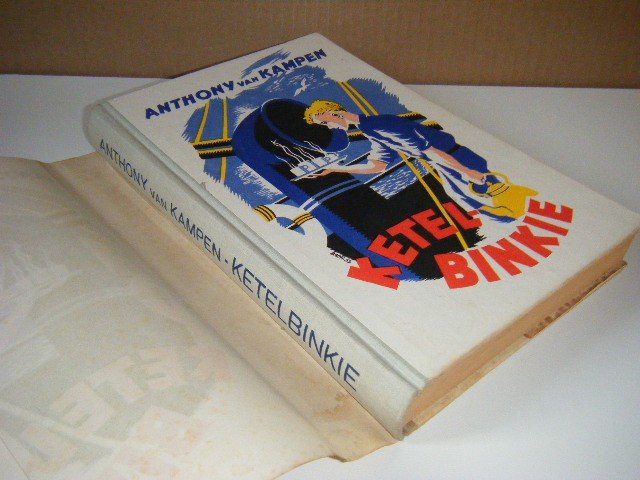 ANTHONY VAN KAMPEN
KETEL-
BINKIE
ANTHONY VAN KAMPEN · KETELBINKIE